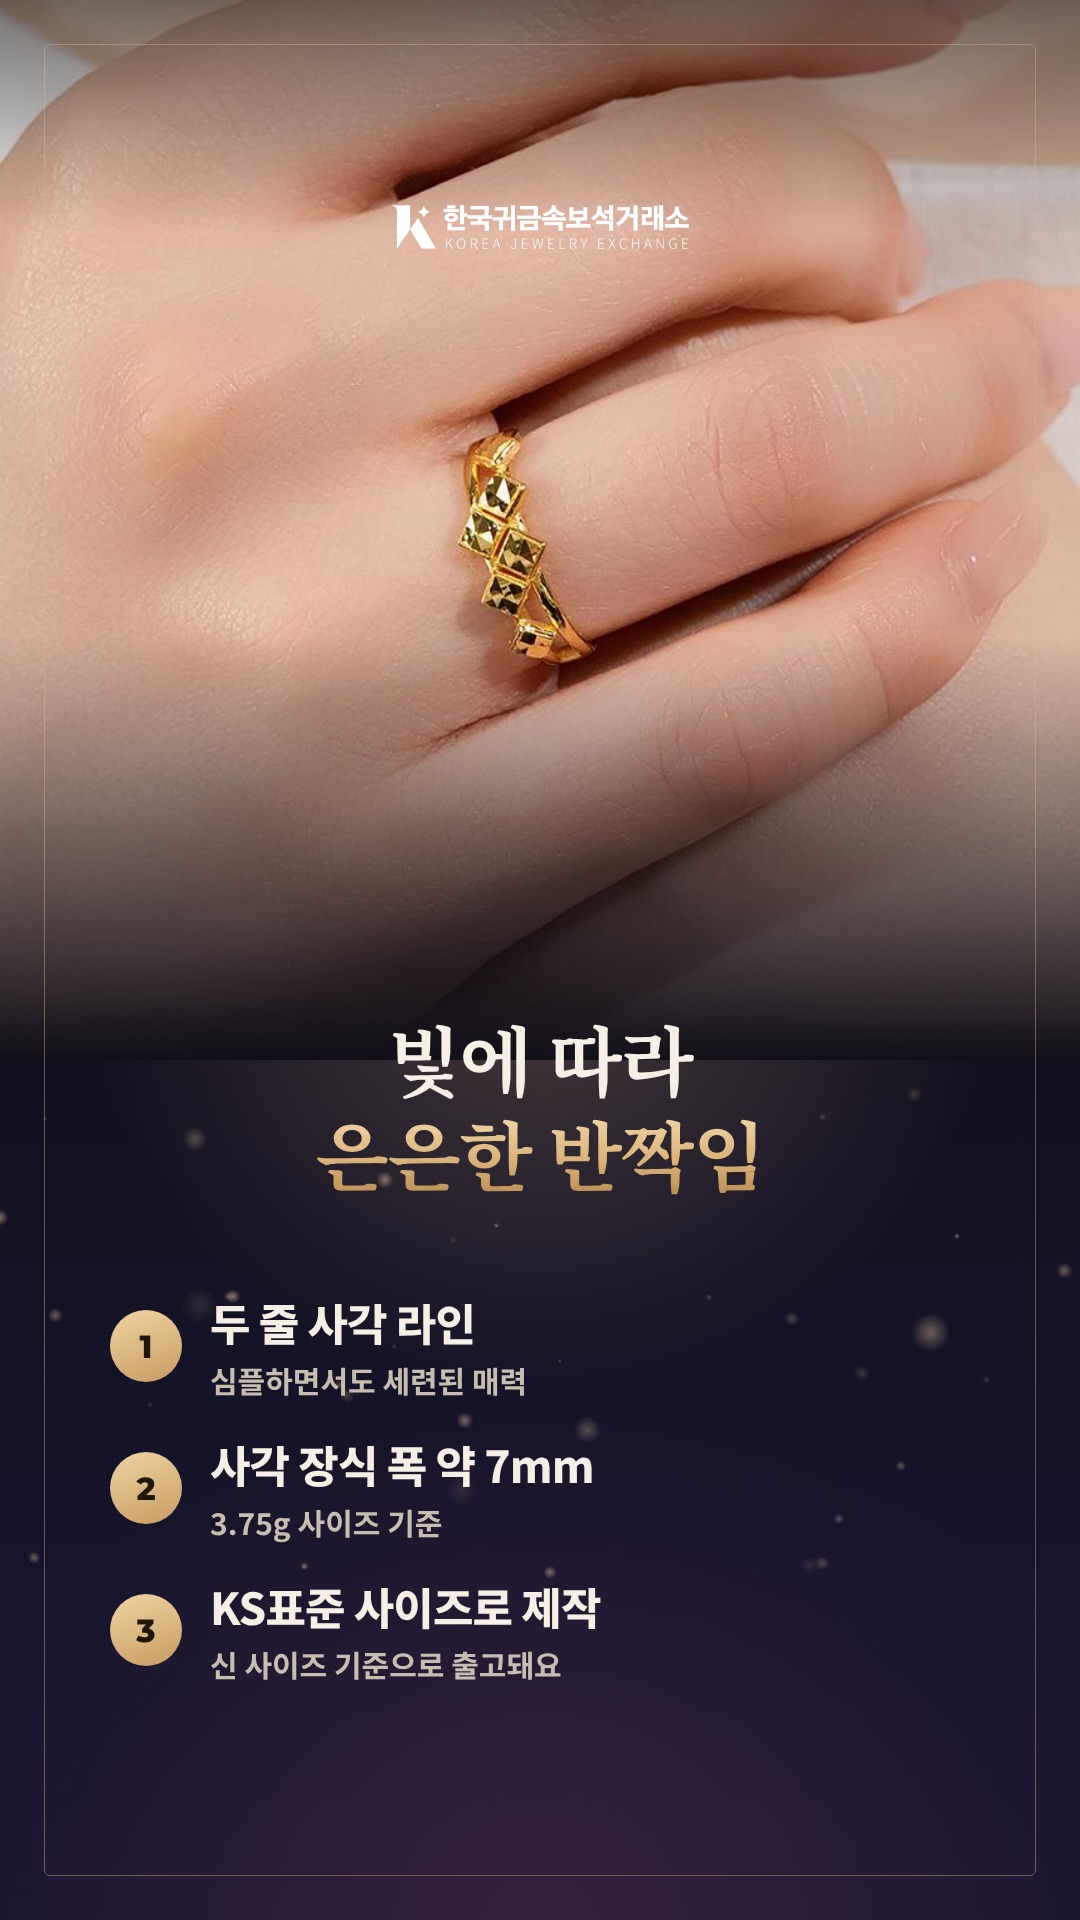 한국귀금속보석거래소
KOREA JEWELRY EXCHANGE
빛에 따라
은은한 반짝임
1
두 줄 사각 라인
심플하면서도 세련된 매력
2
사각 장식 폭 약 7mm
3.75g 사이즈 기준
3
KS표준 사이즈로 제작
신 사이즈 기준으로 출고돼요